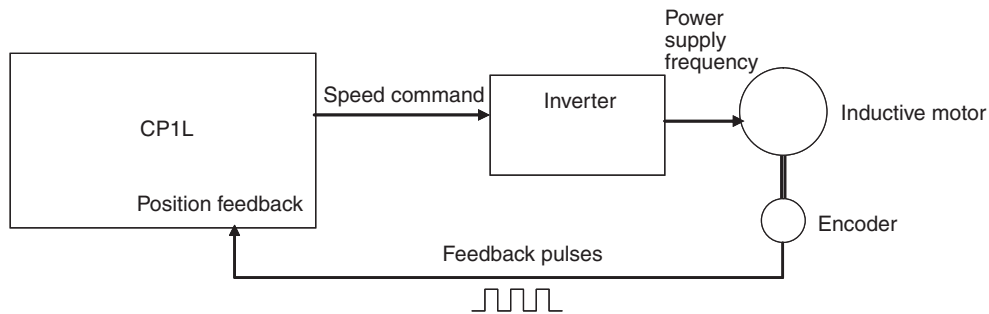 Power
supply
frequency
Speed command
Inverter
CP1L
Inductive motor
Position feedback
Encoder
Feedback pulses